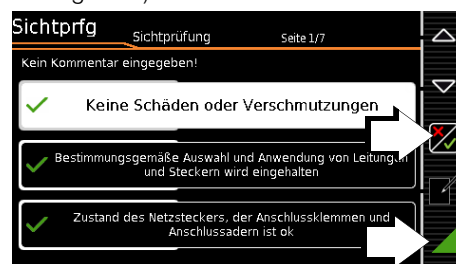 Sichtprfg
Sichtprüfung
Seite 1/7
Kein Kommentar eingegeben!
Keine Schäden oder Verschmutzungen
Bestimmungsgemäße Auswahl und Anwendung von Leitungen
und Steckern wird eingehalten
Zustand des Netzsteckers, der Anschlussklemmen und
Anschlussadern ist ok